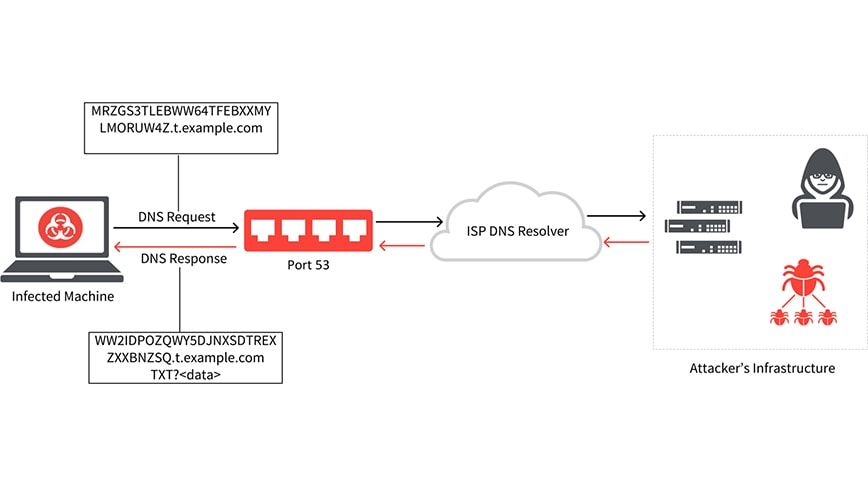 MRZGS3TLEBWW64TFEBXXMY
LMORUW4Z.t.example.com
DNS Request
DNS Response
Infected Machine
Port 53
ISP DNS Resolver
WW2IDPOZQWY5DJNXSDTREX
ZXXBNZSQ.t.example.com
TXT?<data>
Attacker's Infrastructure